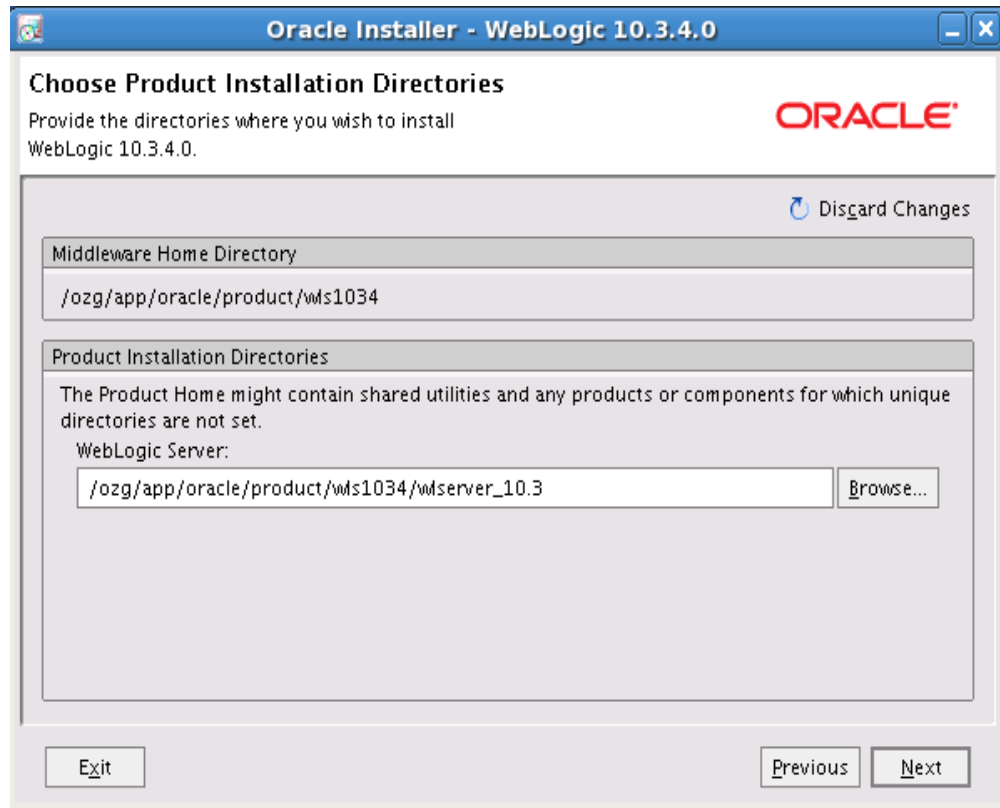 Oracle Installer - WebLogic 10.3.4.0
Choose Product Installation Directories
Provide the directories where you wish to install
WebLogic 10.3.4.0.
ORACLE
Discard Changes
Middleware Home Directory
/ozg/app/oracle/product/wls1034
Product Installation Directories
The Product Home might contain shared utilities and any products or components for which unique
directories are not set.
WebLogic Server:
/ozg/app/oracle/product/wls1034/wlserver_10.3
Browse...
Exit
Previous
Next